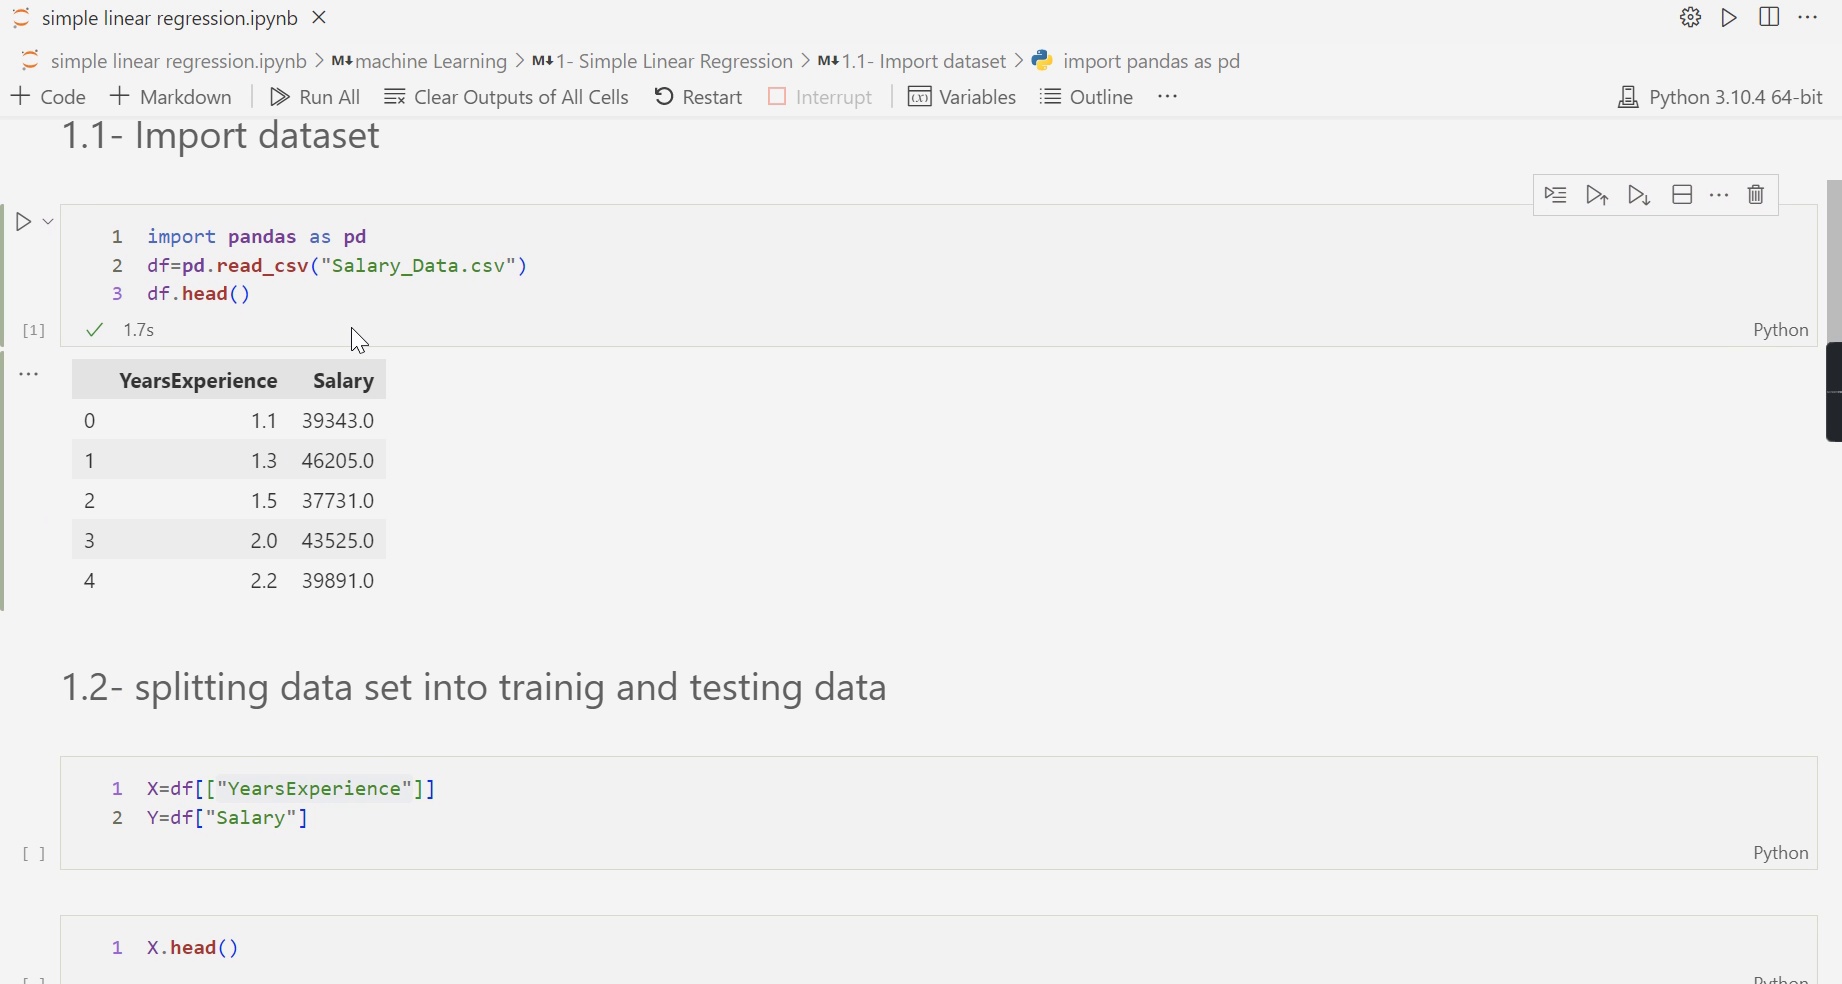 simple linear regression.ipynb
simple linear regression.ipynb > M↓ machine Learning > M↓ 1- Simple Linear Regression > M↓ 1.1- Import dataset > import pandas as pd
+ Code + Markdown Run All Clear Outputs of All Cells Restart Interrupt (x) Variables Outline ... Python 3.10.4 64-bit
1.1- Import dataset
1 import pandas as pd
2 df=pd.read_csv("Salary_Data.csv")
3 df.head()
[1] ✓ 1.7s Python
... YearsExperience Salary
0 1.1 39343.0
1 1.3 46205.0
2 1.5 37731.0
3 2.0 43525.0
4 2.2 39891.0
1.2- splitting data set into trainig and testing data
1 X=df[["YearsExperience"]]
2 Y=df["Salary"]
[ ] Python
1 X.head()
[ ] Python